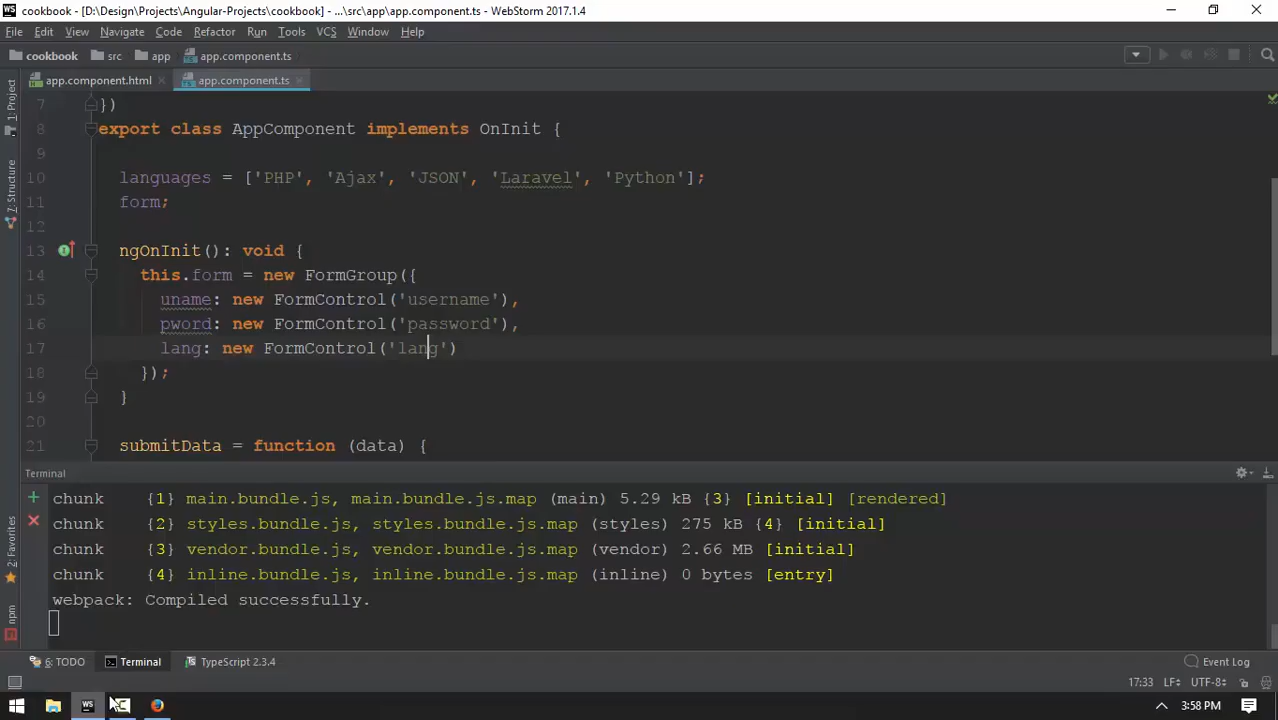 WS cookbook - [D:\Design\Projects\Angular-Projects\cookbook] - ...\src\app\app.component.ts - WebStorm 2017.1.4
File Edit View Navigate Code Refactor Run Tools VCS Window Help
cookbook src app app.component.ts
app.component.html app.component.ts
1: Project
7: Structure
2: Favorites
npm
7 })
8 export class AppComponent implements OnInit {
9
10 languages = ['PHP', 'Ajax', 'JSON', 'Laravel', 'Python'];
11 form;
12
13 ngOnInit(): void {
14 this.form = new FormGroup({
15 uname: new FormControl('username'),
16 pword: new FormControl('password'),
17 lang: new FormControl('lang')
18 });
19 }
20
21 submitData = function (data) {
Terminal
chunk {1} main.bundle.js, main.bundle.js.map (main) 5.29 kB {3} [initial] [rendered]
chunk {2} styles.bundle.js, styles.bundle.js.map (styles) 275 kB {4} [initial]
chunk {3} vendor.bundle.js, vendor.bundle.js.map (vendor) 2.66 MB [initial]
chunk {4} inline.bundle.js, inline.bundle.js.map (inline) 0 bytes [entry]
webpack: Compiled successfully.
6: TODO Terminal TypeScript 2.3.4 Event Log
17:33 LF UTF-8
WS 3:58 PM